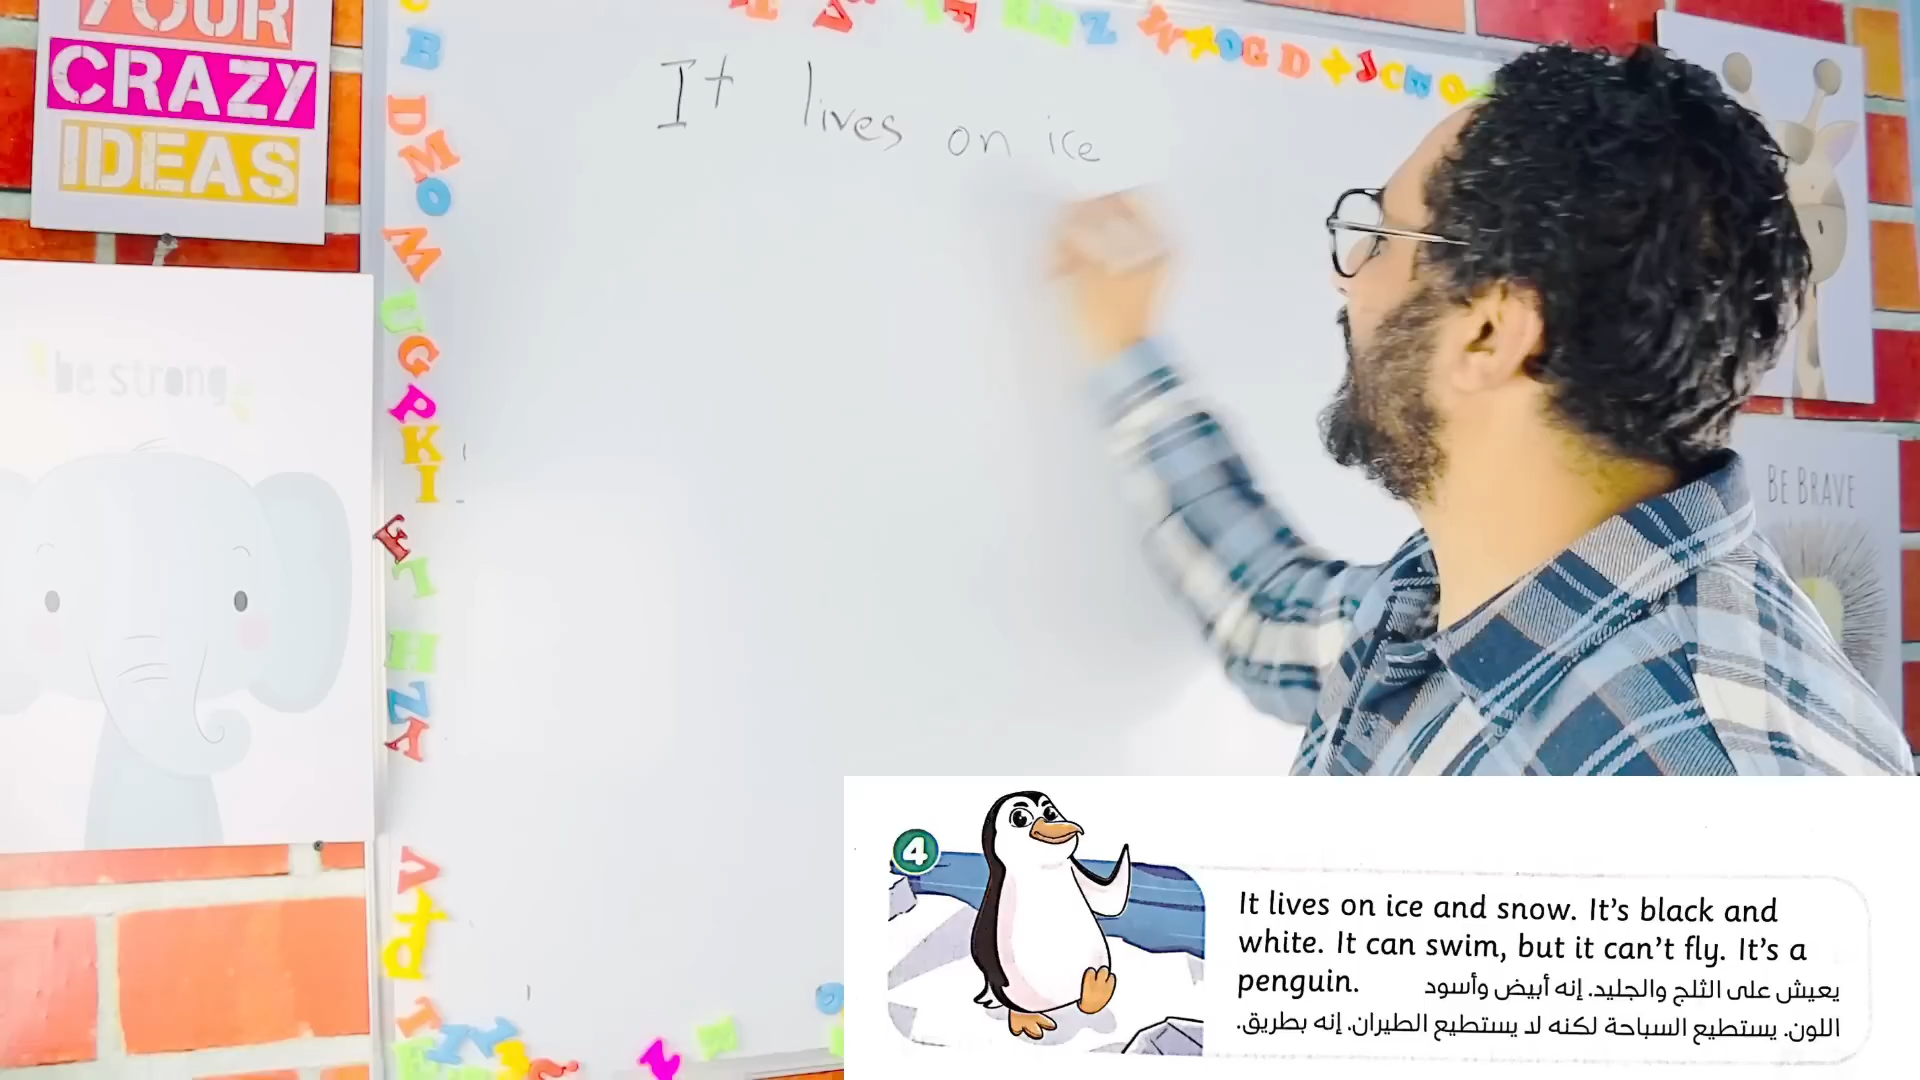 YOUR
CRAZY
IDEAS
be strong
It lives on ice
BE BRAVE
4
It lives on ice and snow. It's black and
white. It can swim, but it can't fly. It's a
penguin.
يعيش على الثلج والجليد. إنه أبيض وأسود
اللون. يستطيع السباحة لكنه لا يستطيع الطيران. إنه بطريق.